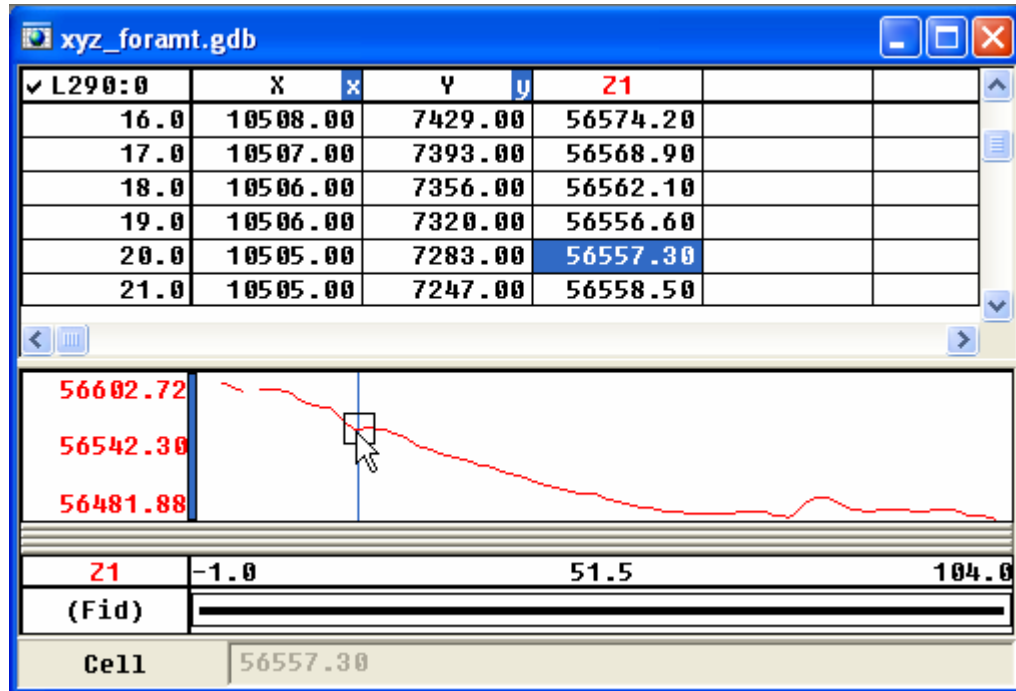 xyz_foramt.gdb
✓ L290:0 X x Y y Z1
16.0 10508.00 7429.00 56574.20
17.0 10507.00 7393.00 56568.90
18.0 10506.00 7356.00 56562.10
19.0 10506.00 7320.00 56556.60
20.0 10505.00 7283.00 56557.30
21.0 10505.00 7247.00 56558.50
56602.72
56542.30
56481.88
Z1 -1.0 51.5 104.0
(Fid)
Cell 56557.30